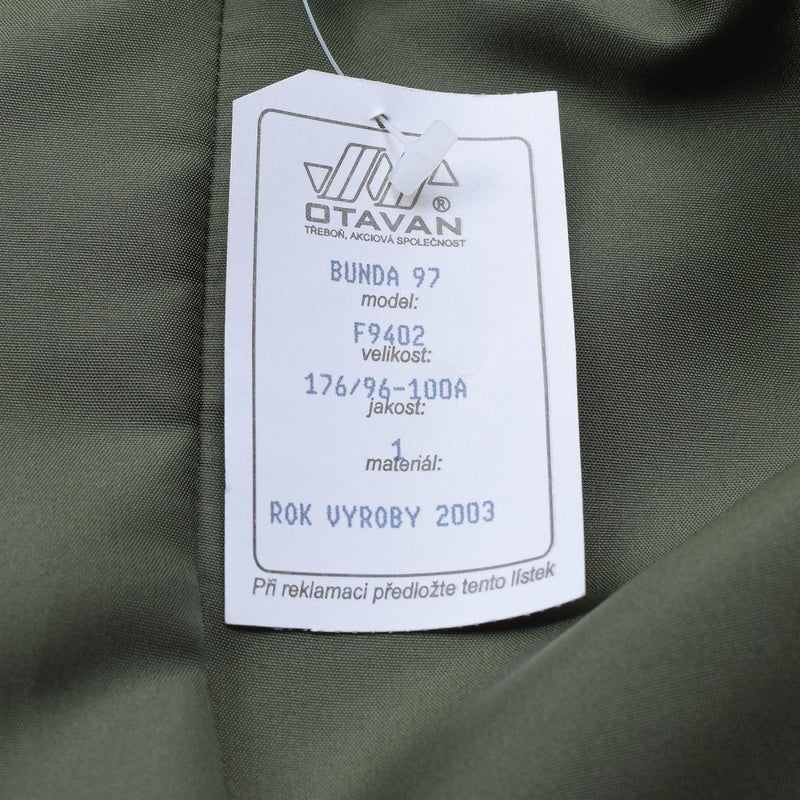 ®
OTAVAN
TŘEBOŇ, AKCIOVÁ SPOLEČNOST
BUNDA 97
model:
F9402
velikost:
176/96-100A
jakost:
1
materiál:
ROK VYROBY 2003
Při reklamaci předložte tento lístek